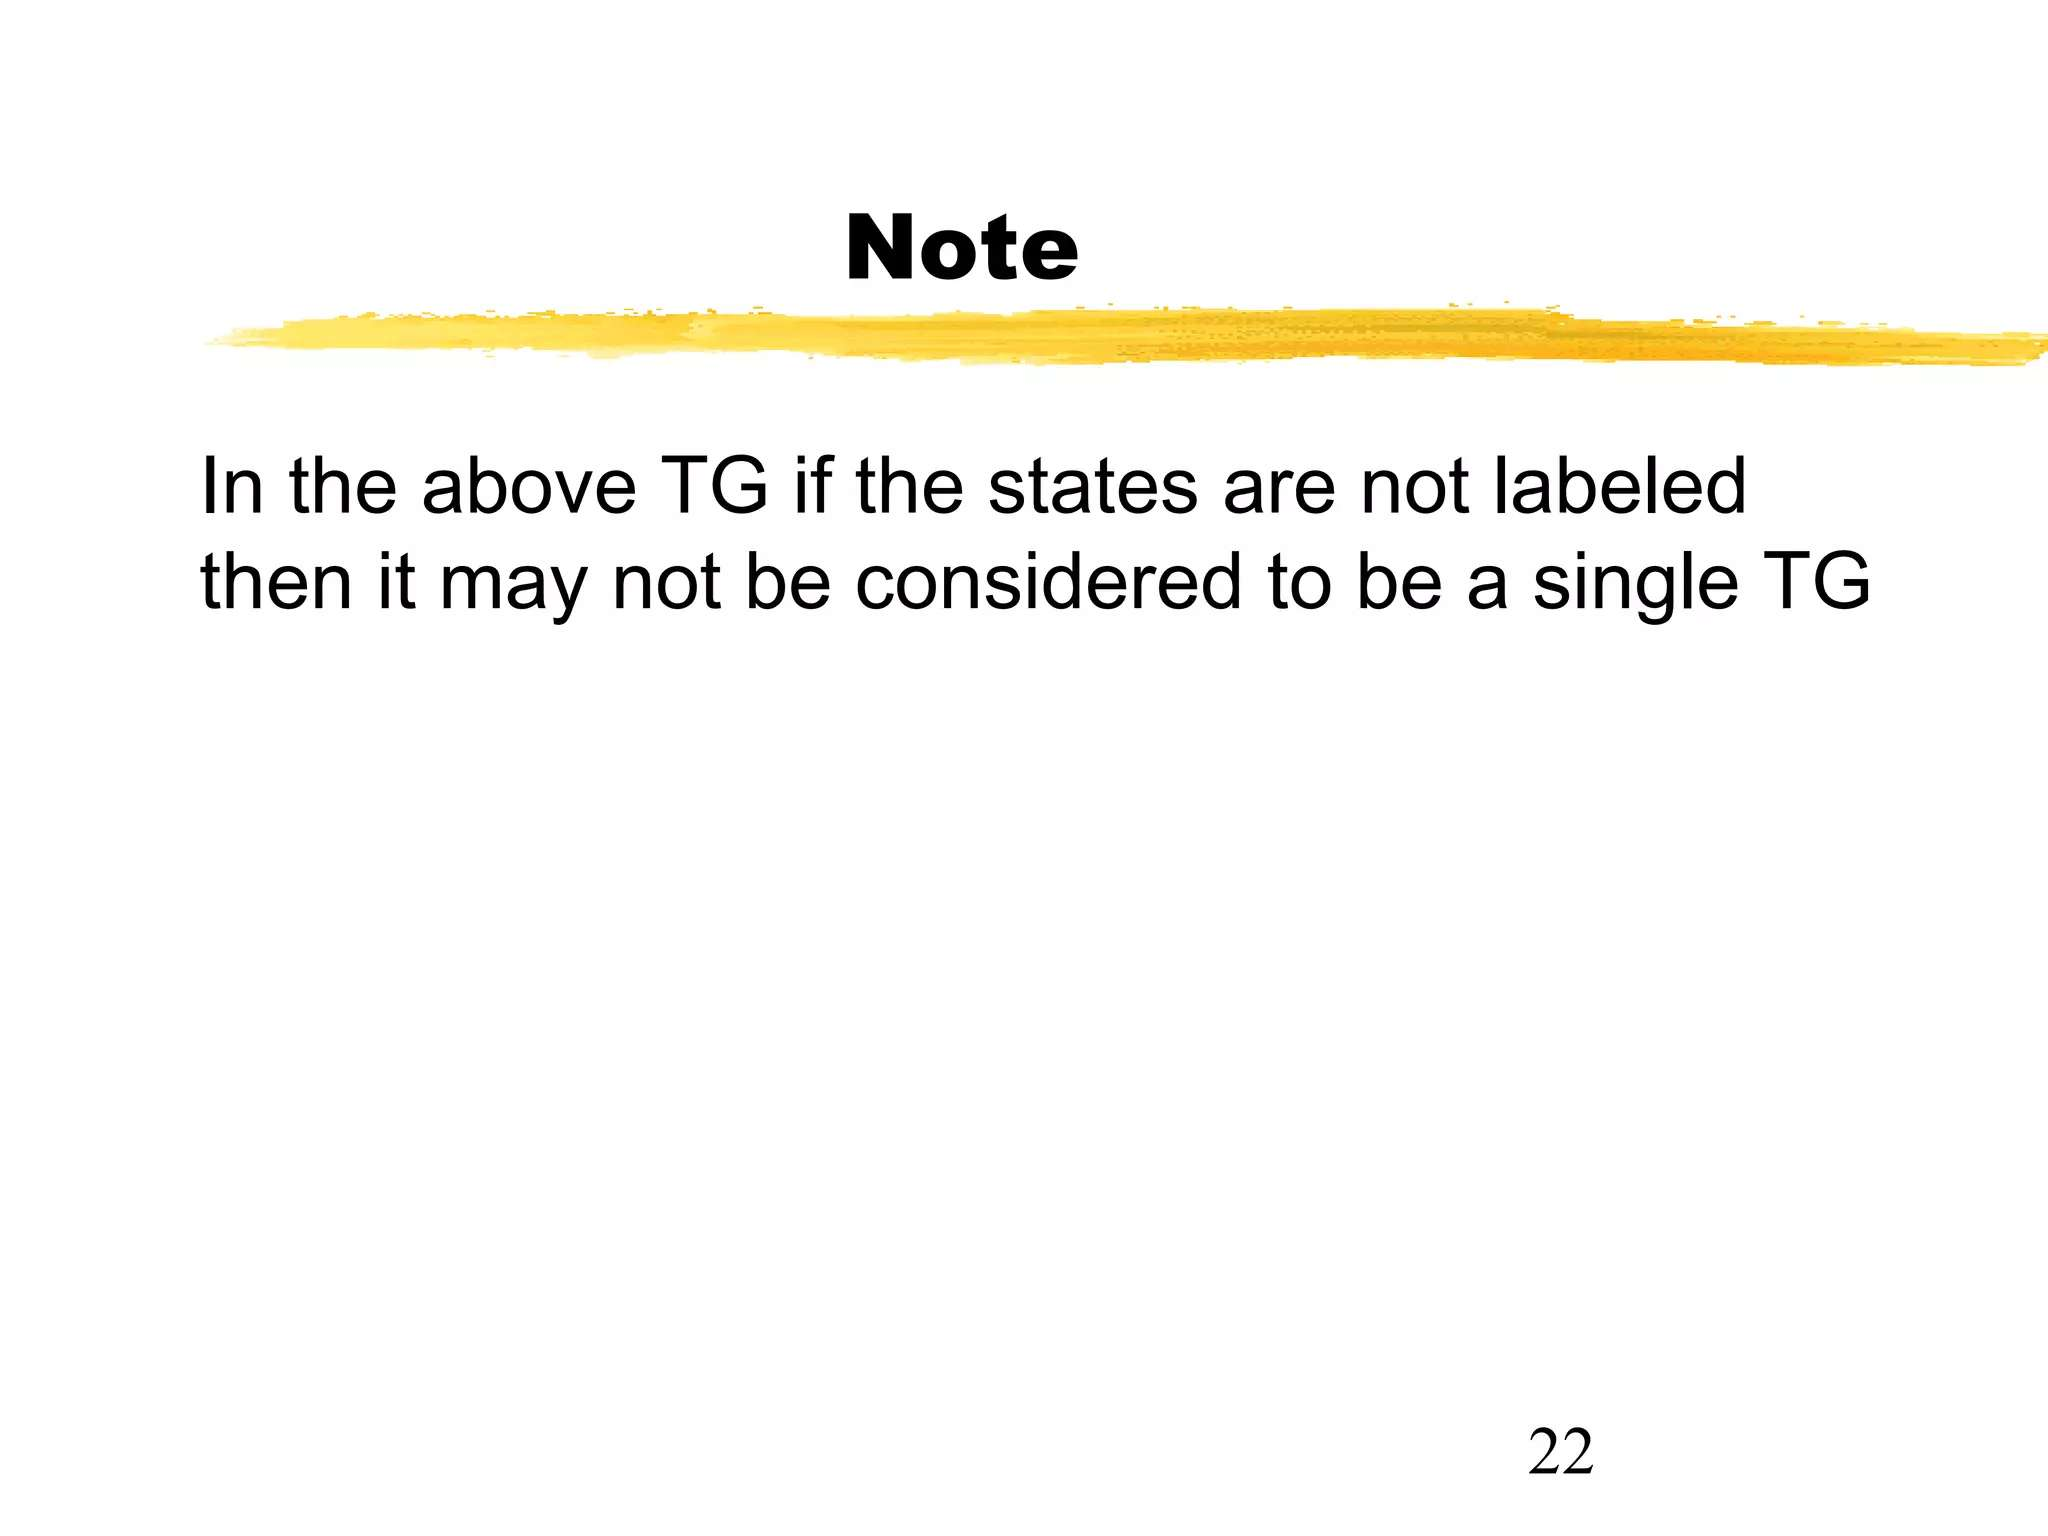 Note
In the above TG if the states are not labeled
then it may not be considered to be a single TG
22